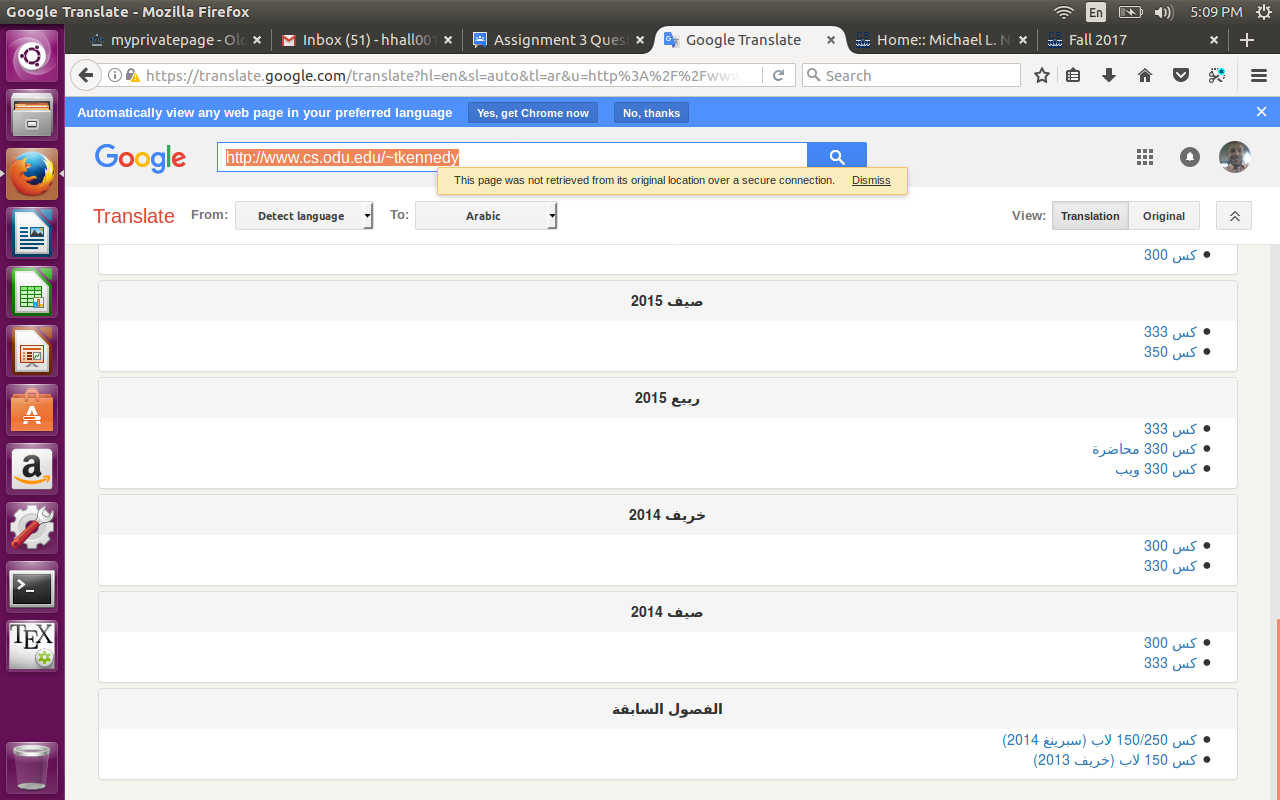 Google Translate - Mozilla Firefox
En
5:09 PM
myprivatepage - Old
Inbox (51) - hhall001
Assignment 3 Quest
Google Translate
Home:: Michael L. N
Fall 2017
https://translate.google.com/translate?hl=en&sl=auto&tl=ar&u=http%3A%2F%2Fwww
Search
Automatically view any web page in your preferred language
Yes, get Chrome now
No, thanks
Google
http://www.cs.odu.edu/~tkennedy
This page was not retrieved from its original location over a secure connection.
Dismiss
Translate
From:
Detect language
To:
Arabic
View:
Translation
Original
كس 300
صيف 2015
كس 333
كس 350
ربيع 2015
كس 333
كس 330 محاضرة
كس 330 ويب
خريف 2014
كس 300
كس 330
صيف 2014
كس 300
كس 333
الفصول السابقة
كس 150/250 لاب (سبرينغ 2014)
كس 150 لاب (خريف 2013)
TEX